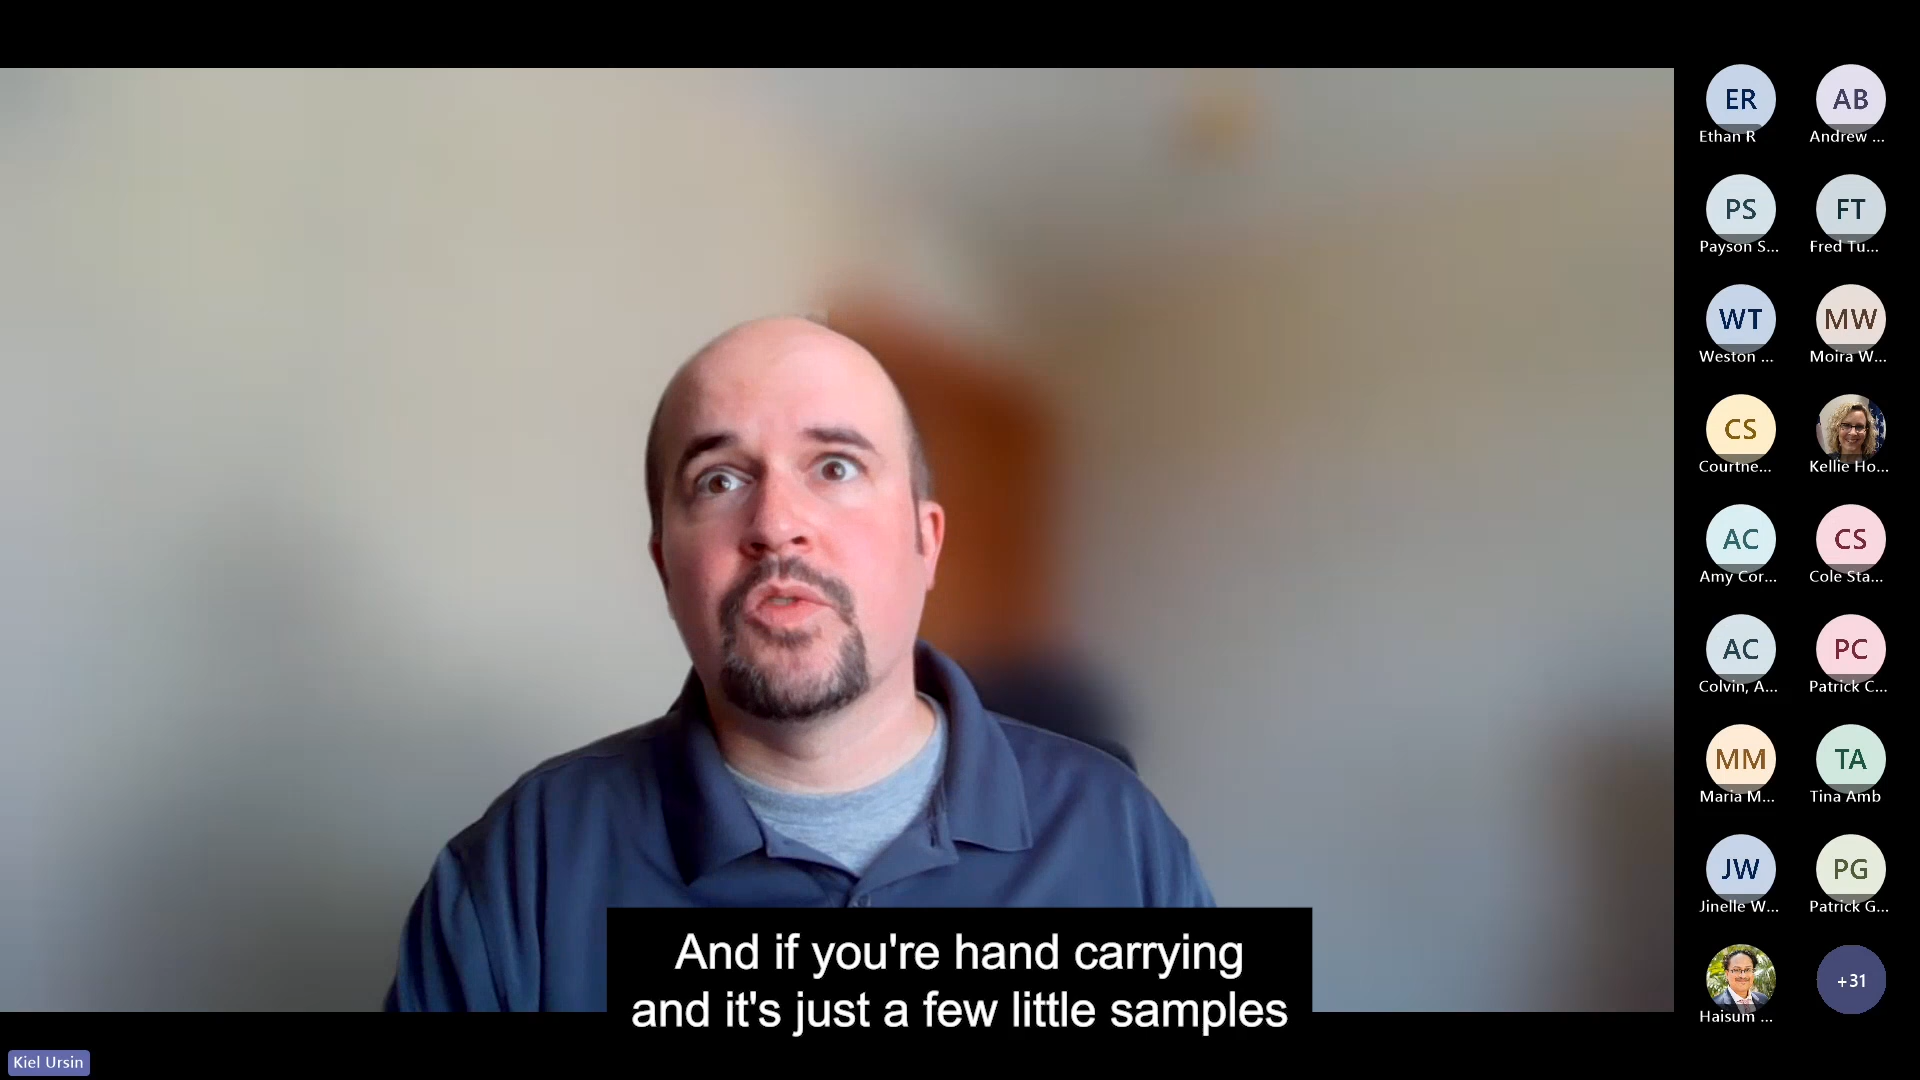 ER
AB
Ethan R
Andrew ...
PS
FT
Payson S...
Fred Tu...
WT
MW
Weston ...
Moira W...
CS
Courtne...
Kellie Ho...
AC
CS
Amy Cor...
Cole Sta...
AC
PC
Colvin, A...
Patrick C...
MM
TA
Maria M...
Tina Amb
JW
PG
Jinelle W...
Patrick G...
Haisum ...
+31
And if you're hand carrying
and it's just a few little samples
Kiel Ursin